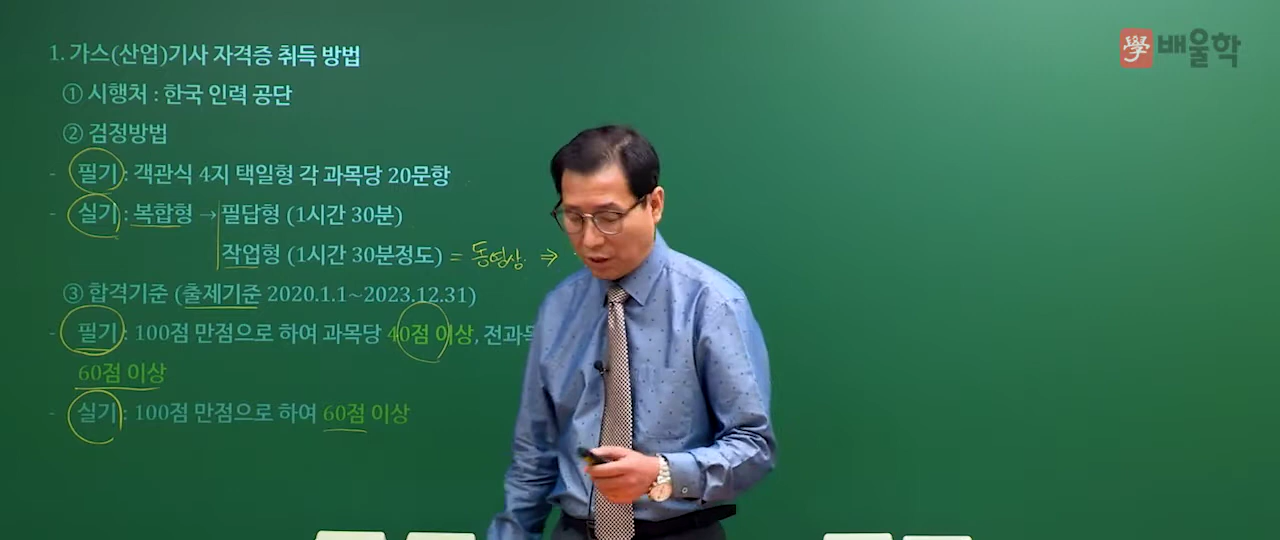 1. 가스(산업)기사 자격증 취득 방법
① 시행처 : 한국 인력 공단
② 검정방법
- 필기 : 객관식 4지 택일형 각 과목당 20문항
- 실기 : 복합형 → 필답형 (1시간 30분)
작업형 (1시간 30분정도) = 동영상 ⇒
③ 합격기준 (출제기준 2020.1.1~2023.12.31)
- 필기 : 100점 만점으로 하여 과목당 40점 이상, 전과목
60점 이상
- 실기 : 100점 만점으로 하여 60점 이상
學 배울학